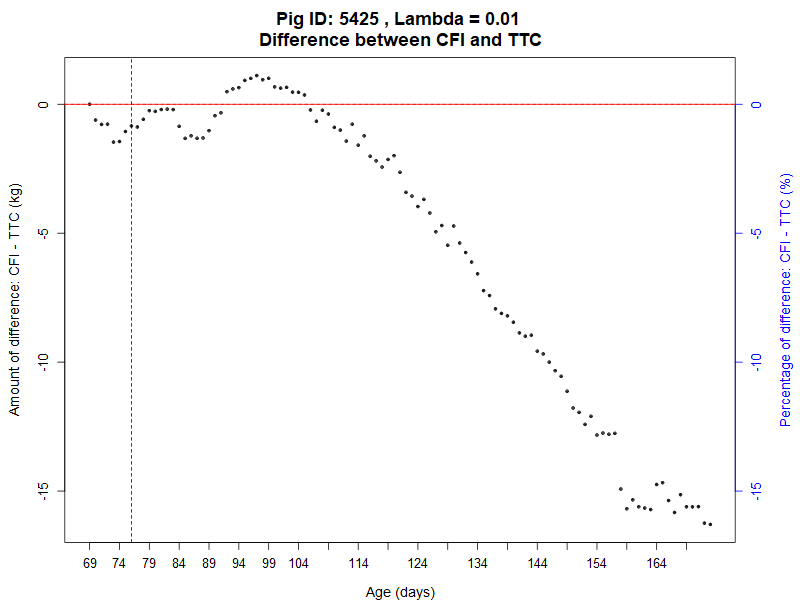 Pig ID: 5425 , Lambda = 0.01
Difference between CFI and TTC
Amount of difference: CFI - TTC (kg)
0
-5
-10
-15
0
-5
-10
-15
Percentage of difference: CFI - TTC (%)
69 74 79 84 89 94 99 104 114 124 134 144 154 164
Age (days)